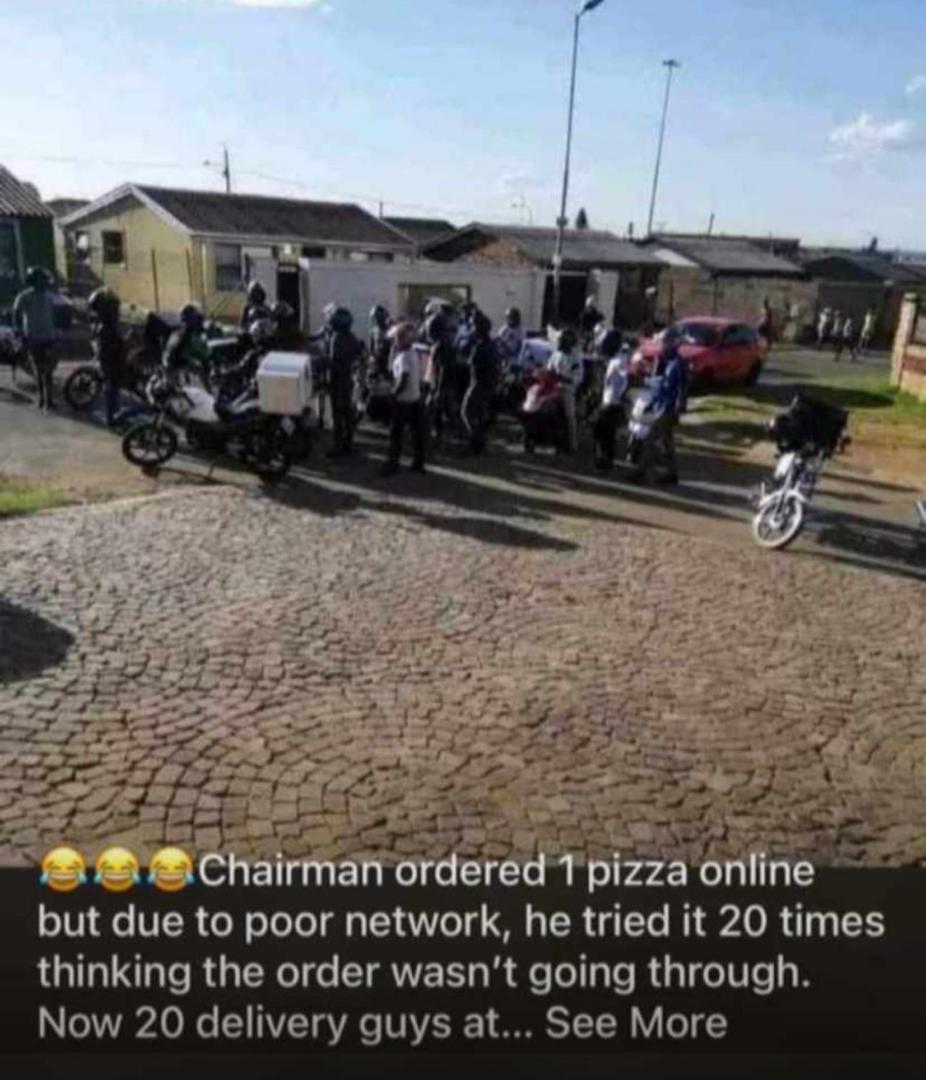 😂😂😂Chairman ordered 1 pizza online
but due to poor network, he tried it 20 times
thinking the order wasn't going through.
Now 20 delivery guys at... See More